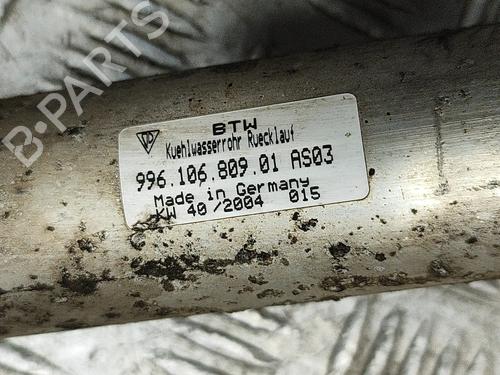 B-PARTS
BTW
Kuehlwasserrohr Ruecklauf
996.106.809.01 AS03
Made in Germany
KW 40/2004 015